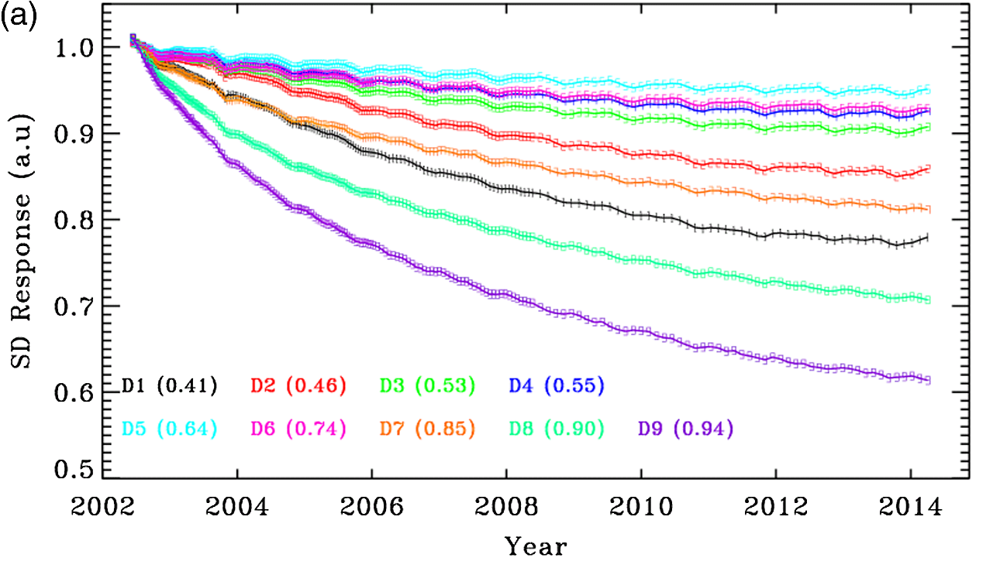 (a)
SD Response (a.u)
1.0
0.9
0.8
0.7
0.6
0.5
D1 (0.41) D2 (0.46) D3 (0.53) D4 (0.55)
D5 (0.64) D6 (0.74) D7 (0.85) D8 (0.90) D9 (0.94)
2002 2004 2006 2008 2010 2012 2014
Year